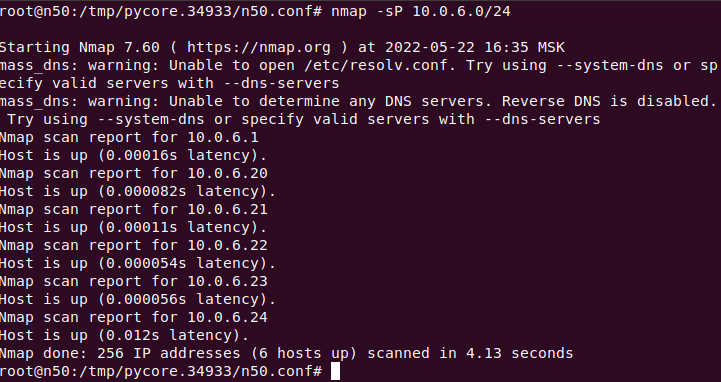 root@n50:/tmp/pycore.34933/n50.conf# nmap -sP 10.0.6.0/24
Starting Nmap 7.60 ( https://nmap.org ) at 2022-05-22 16:35 MSK
mass_dns: warning: Unable to open /etc/resolv.conf. Try using --system-dns or sp
ecify valid servers with --dns-servers
mass_dns: warning: Unable to determine any DNS servers. Reverse DNS is disabled.
 Try using --system-dns or specify valid servers with --dns-servers
Nmap scan report for 10.0.6.1
Host is up (0.00016s latency).
Nmap scan report for 10.0.6.20
Host is up (0.000082s latency).
Nmap scan report for 10.0.6.21
Host is up (0.00011s latency).
Nmap scan report for 10.0.6.22
Host is up (0.000054s latency).
Nmap scan report for 10.0.6.23
Host is up (0.000056s latency).
Nmap scan report for 10.0.6.24
Host is up (0.012s latency).
Nmap done: 256 IP addresses (6 hosts up) scanned in 4.13 seconds
root@n50:/tmp/pycore.34933/n50.conf#